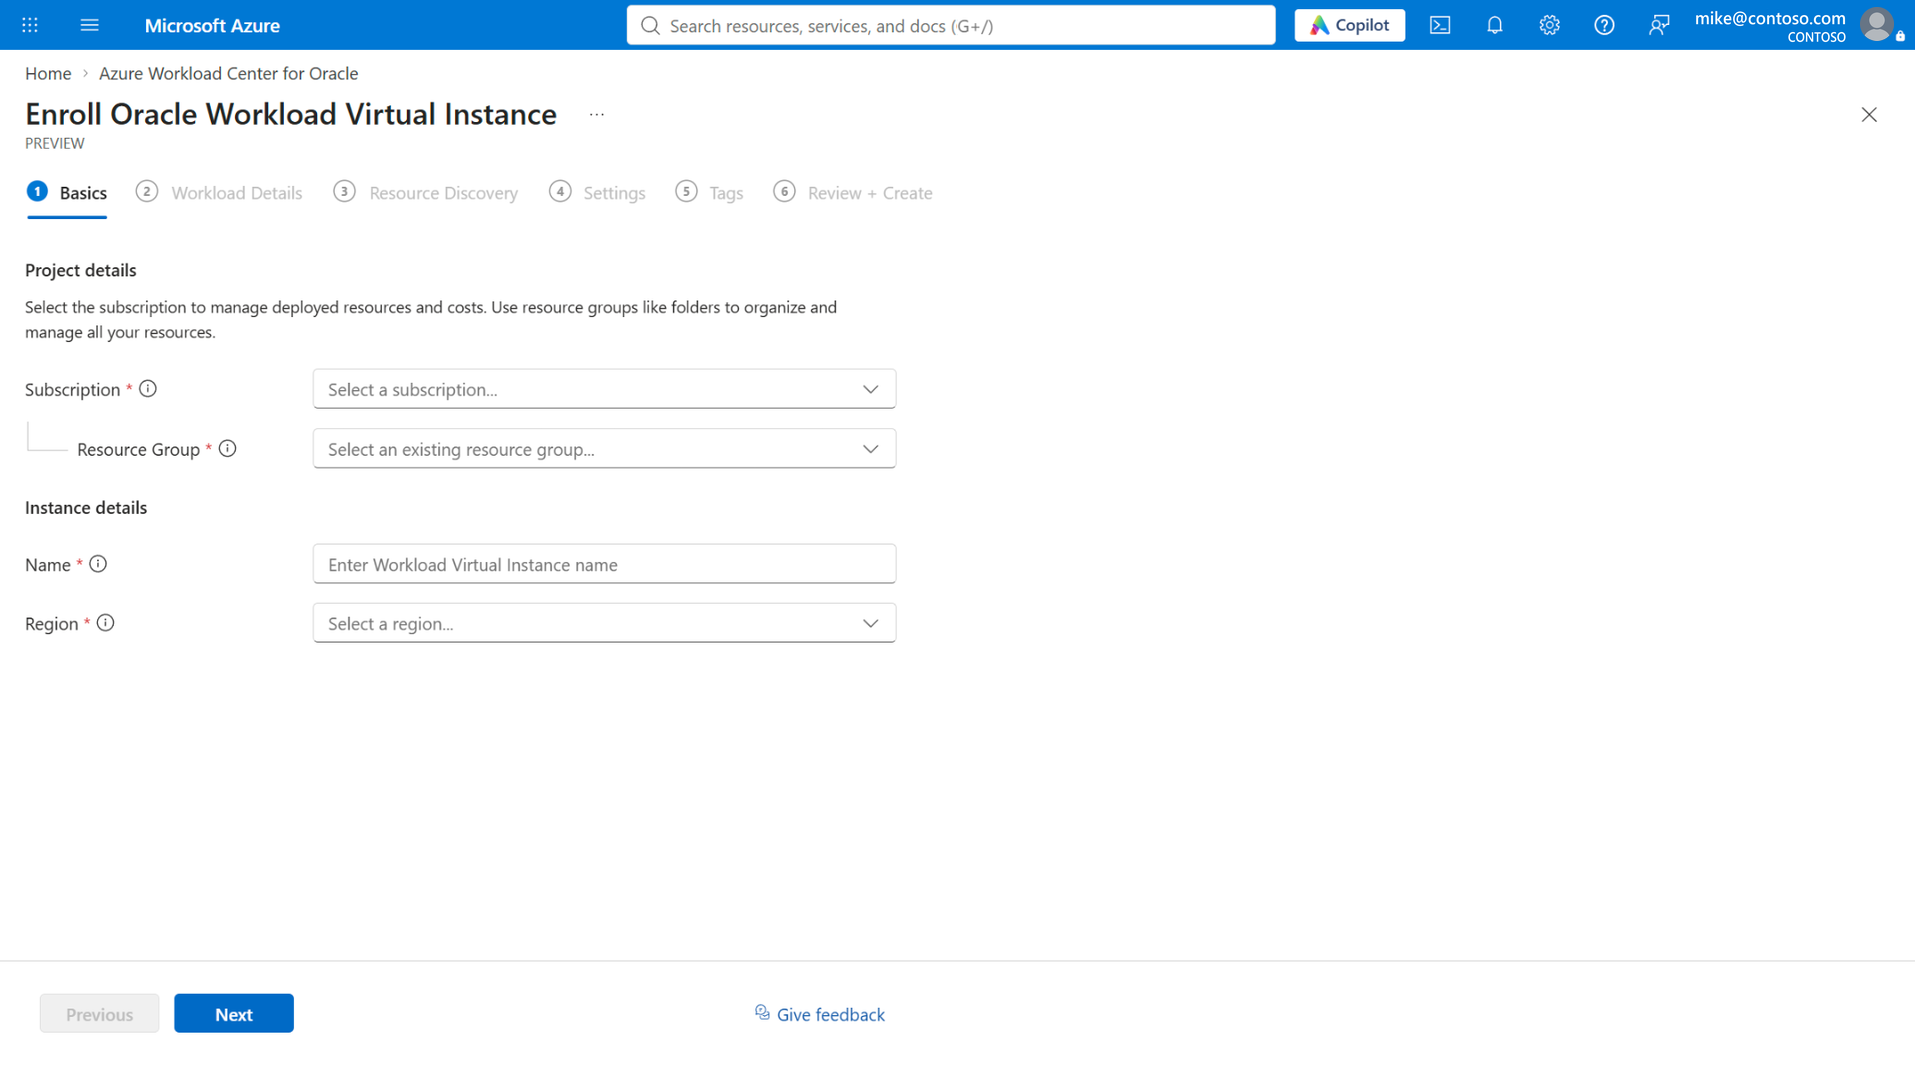 Microsoft Azure
Search resources, services, and docs (G+/)
Copilot
mike@contoso.com
CONTOSO
Home > Azure Workload Center for Oracle
Enroll Oracle Workload Virtual Instance ...
PREVIEW
1 Basics 2 Workload Details 3 Resource Discovery 4 Settings 5 Tags 6 Review + Create
Project details
Select the subscription to manage deployed resources and costs. Use resource groups like folders to organize and
manage all your resources.
Subscription * Select a subscription...
Resource Group * Select an existing resource group...
Instance details
Name * Enter Workload Virtual Instance name
Region * Select a region...
Previous Next Give feedback